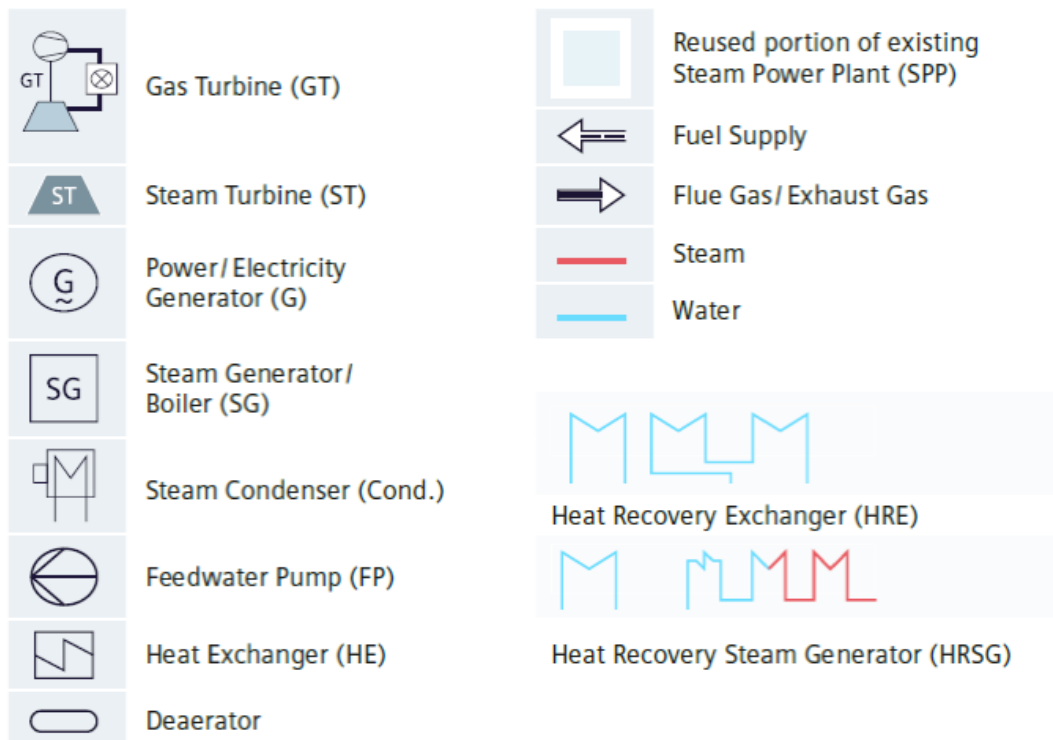 GT
Gas Turbine (GT)
ST
Steam Turbine (ST)
G
Power/Electricity
Generator (G)
SG
Steam Generator/
Boiler (SG)
Steam Condenser (Cond.)
Feedwater Pump (FP)
Heat Exchanger (HE)
Deaerator
Reused portion of existing
Steam Power Plant (SPP)
Fuel Supply
Flue Gas/Exhaust Gas
Steam
Water
Heat Recovery Exchanger (HRE)
Heat Recovery Steam Generator (HRSG)